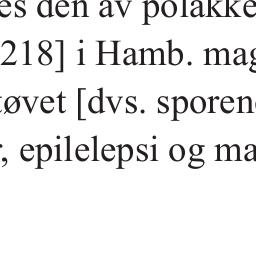 es den av polakke
218] i Hamb. mag
tøvet [dvs. sporen
, epilelepsi og ma